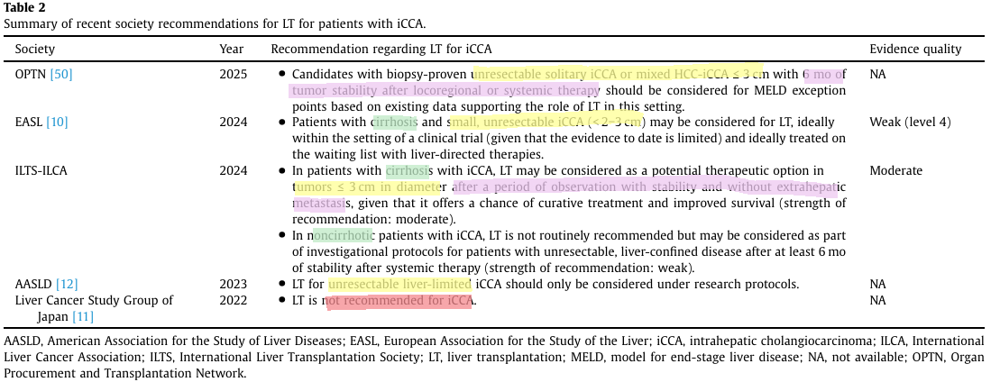 Table 2
Summary of recent society recommendations for LT for patients with iCCA.
Society Year Recommendation regarding LT for iCCA Evidence quality
OPTN [50] 2025 • Candidates with biopsy-proven unresectable solitary iCCA or mixed HCC-iCCA ≤ 3 cm with 6 mo of NA
tumor stability after locoregional or systemic therapy should be considered for MELD exception
points based on existing data supporting the role of LT in this setting.
EASL [10] 2024 • Patients with cirrhosis and small, unresectable iCCA (<2–3 cm) may be considered for LT, ideally Weak (level 4)
within the setting of a clinical trial (given that the evidence to date is limited) and ideally treated on
the waiting list with liver-directed therapies.
ILTS-ILCA 2024 • In patients with cirrhosis with iCCA, LT may be considered as a potential therapeutic option in Moderate
tumors ≤ 3 cm in diameter after a period of observation with stability and without extrahepatic
metastasis, given that it offers a chance of curative treatment and improved survival (strength of
recommendation: moderate).
• In noncirrhotic patients with iCCA, LT is not routinely recommended but may be considered as part
of investigational protocols for patients with unresectable, liver-confined disease after at least 6 mo
of stability after systemic therapy (strength of recommendation: weak).
AASLD [12] 2023 • LT for unresectable liver-limited iCCA should only be considered under research protocols. NA
Liver Cancer Study Group of 2022 • LT is not recommended for iCCA. NA
Japan [11]
AASLD, American Association for the Study of Liver Diseases; EASL, European Association for the Study of the Liver; iCCA, intrahepatic cholangiocarcinoma; ILCA, International
Liver Cancer Association; ILTS, International Liver Transplantation Society; LT, liver transplantation; MELD, model for end-stage liver disease; NA, not available; OPTN, Organ
Procurement and Transplantation Network.